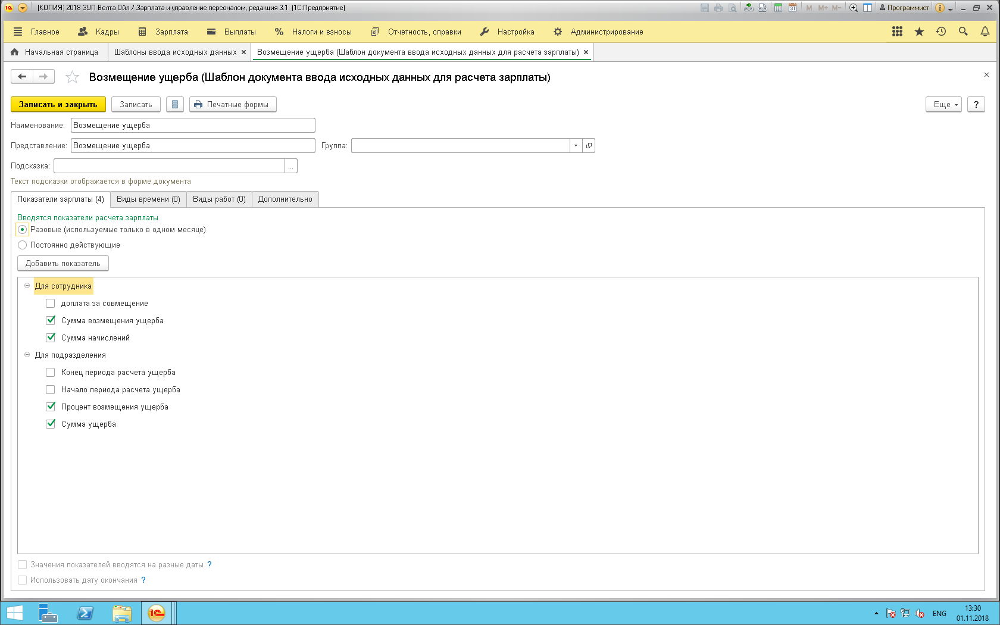 [КОПИЯ] 2018 ЗУП Велта Ойл / Зарплата и управление персоналом, редакция 3.1 (1С:Предприятие)
M M+ M- Программист
Главное Кадры Зарплата Выплаты Налоги и взносы Отчетность, справки Настройка Администрирование
Начальная страница Шаблоны ввода исходных данных × Возмещение ущерба (Шаблон документа ввода исходных данных для расчета зарплаты) ×
Возмещение ущерба (Шаблон документа ввода исходных данных для расчета зарплаты)
Записать и закрыть Записать Печатные формы Еще ?
Наименование: Возмещение ущерба
Представление: Возмещение ущерба Группа:
Подсказка: ...
Текст подсказки отображается в форме документа
Показатели зарплаты (4) Виды времени (0) Виды работ (0) Дополнительно
Вводятся показатели расчета зарплаты
Разовые (используемые только в одном месяце)
Постоянно действующие
Добавить показатель
Для сотрудника
доплата за совмещение
Сумма возмещения ущерба
Сумма начислений
Для подразделения
Конец периода расчета ущерба
Начало периода расчета ущерба
Процент возмещения ущерба
Сумма ущерба
Значения показателей вводятся на разные даты ?
Использовать дату окончания ?
ENG
13:30
01.11.2018